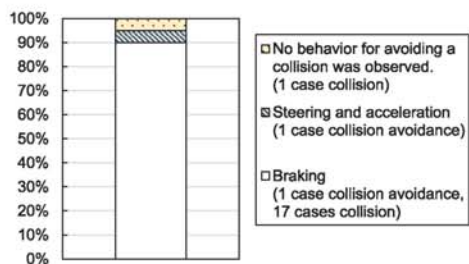 100%
90%
80%
70%
60%
50%
40%
30%
20%
10%
0%
No behavior for avoiding a
collision was observed.
(1 case collision)
Steering and acceleration
(1 case collision avoidance)
Braking
(1 case collision avoidance,
17 cases collision)